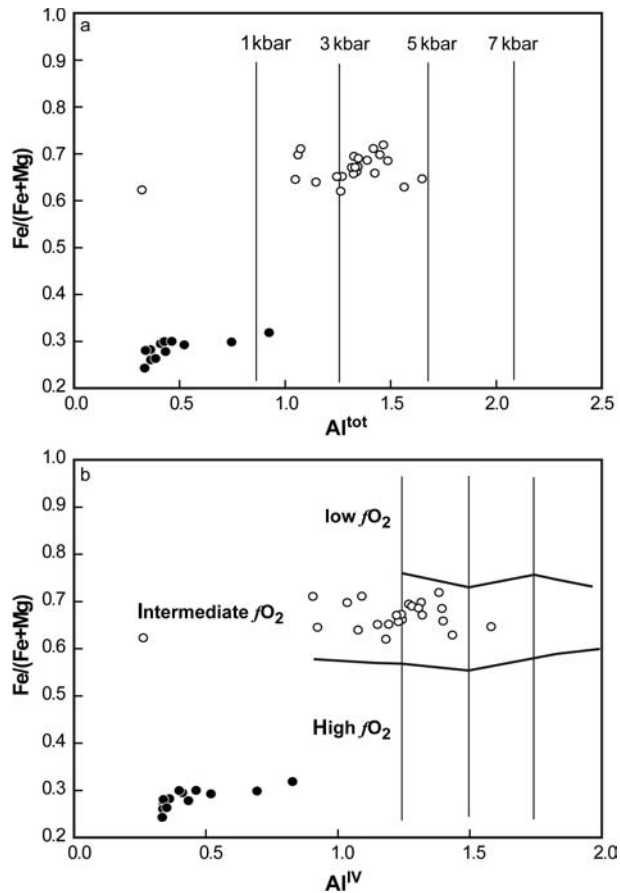 a
1 kbar 3 kbar 5 kbar 7 kbar
1.0
0.9
0.8
0.7
0.6
0.5
0.4
0.3
0.2
Fe/(Fe+Mg)
0.0 0.5 1.0 1.5 2.0 2.5
Al^tot
b
1.0
0.9
0.8
0.7
0.6
0.5
0.4
0.3
0.2
Fe/(Fe+Mg)
low fO2
Intermediate fO2
High fO2
0.0 0.5 1.0 1.5 2.0
Al^IV